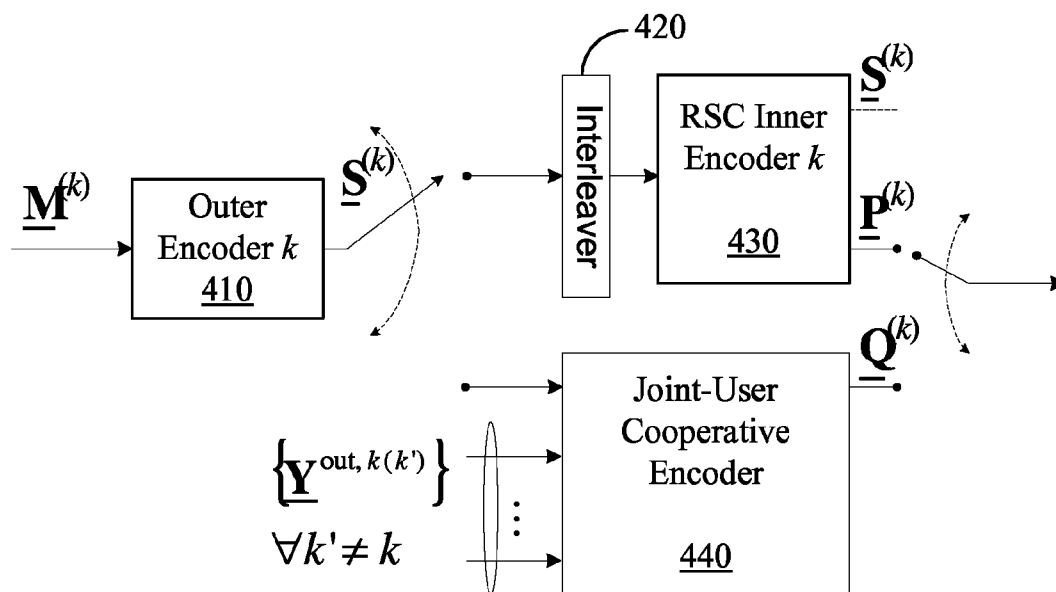 420
Interleaver
RSC Inner
Encoder k
430
S^(k)
P^(k)
M^(k)
Outer
Encoder k
410
S^(k)
Q^(k)
Joint-User
Cooperative
Encoder
440
{Y^out, k(k')}
∀k' ≠ k
⋮